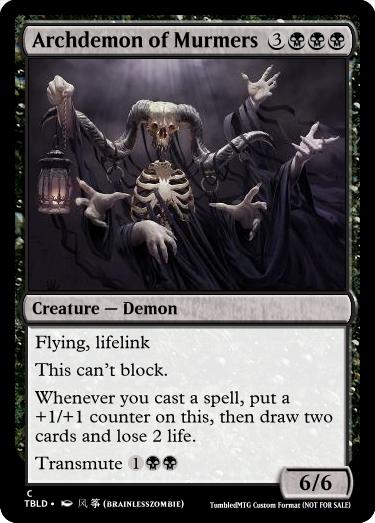 Archdemon of Murmers 3
Creature — Demon
Flying, lifelink
This can't block.
Whenever you cast a spell, put a
+1/+1 counter on this, then draw two
cards and lose 2 life.
Transmute 1
6/6
C
TBLD • 风筝 (BRAINLESSZOMBIE)
TumbledMTG Custom Format (NOT FOR SALE)